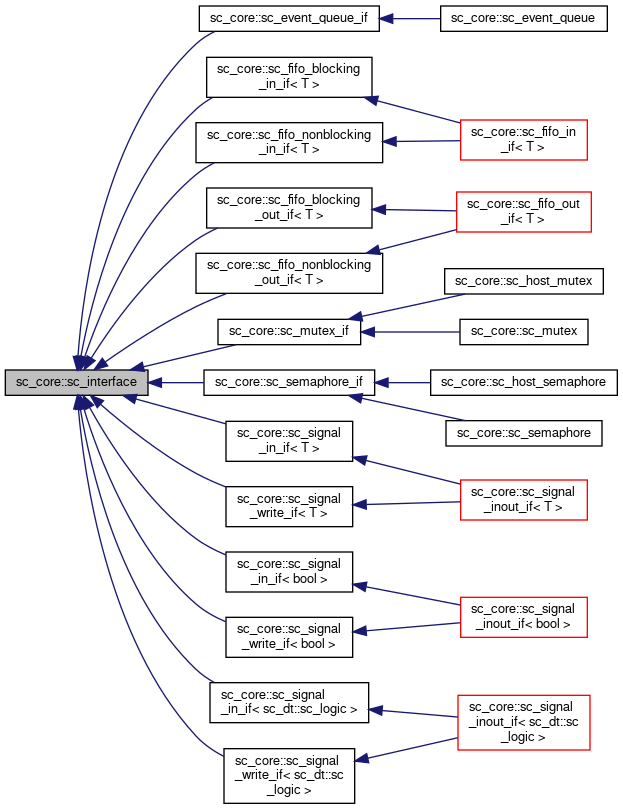 sc_core::sc_event_queue_if
sc_core::sc_event_queue
sc_core::sc_fifo_blocking
_in_if< T >
sc_core::sc_fifo_nonblocking
_in_if< T >
sc_core::sc_fifo_in
_if< T >
sc_core::sc_fifo_blocking
_out_if< T >
sc_core::sc_fifo_out
_if< T >
sc_core::sc_fifo_nonblocking
_out_if< T >
sc_core::sc_host_mutex
sc_core::sc_mutex_if
sc_core::sc_mutex
sc_core::sc_interface
sc_core::sc_semaphore_if
sc_core::sc_host_semaphore
sc_core::sc_semaphore
sc_core::sc_signal
_in_if< T >
sc_core::sc_signal
_write_if< T >
sc_core::sc_signal
_inout_if< T >
sc_core::sc_signal
_in_if< bool >
sc_core::sc_signal
_write_if< bool >
sc_core::sc_signal
_inout_if< bool >
sc_core::sc_signal
_in_if< sc_dt::sc_logic >
sc_core::sc_signal
_inout_if< sc_dt::sc
_logic >
sc_core::sc_signal
_write_if< sc_dt::sc
_logic >